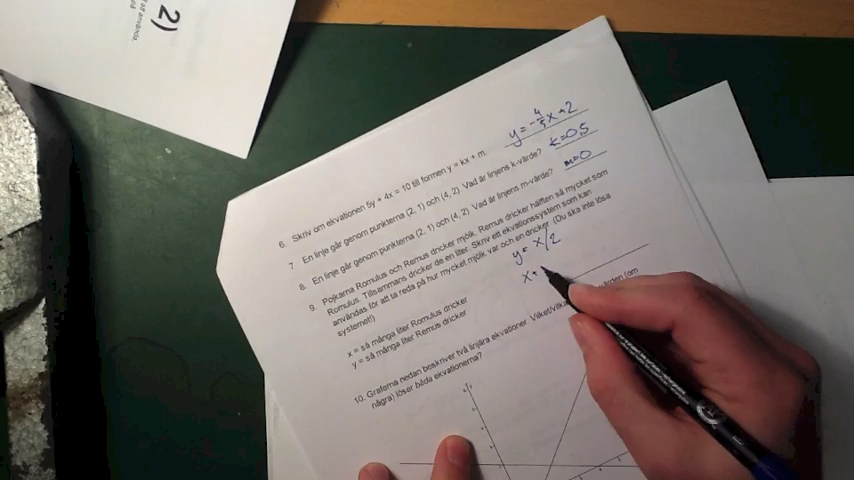 2)
att använda,
på
6. Skriv om ekvationen 5y + 4x = 10 till formen y = kx + m.
y = -4/5x+2
7 En linje går genom punkterna (2, 1) och (4, 2) Vad är linjens k-värde?
k=0,5
8. En linje går genom punkterna (2, 1) och (4, 2) Vad är linjens m-värde?
m=0
9. Pojkarna Romulus och Remus dricker mjölk. Remus dricker hälften så mycket som
Romulus. Tillsammans dricker de en liter. Skriv ett ekvationssystem som kan
användas för att ta reda på hur mycket mjölk var och en dricker. (Du ska inte lösa
systemet!)
y = x/2
x+
x = så många liter Romulus dricker
y = så många liter Remus dricker
10. Graferna nedan beskriver två linjära ekvationer. (om
några) löser båda ekvationerna?